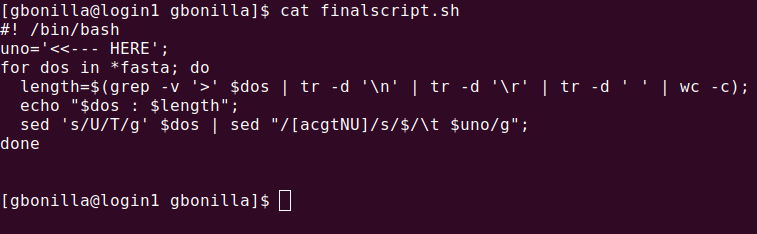 [gbonilla@login1 gbonilla]$ cat finalscript.sh
#! /bin/bash
uno='<<--- HERE';
for dos in *fasta; do
  length=$(grep -v '>' $dos | tr -d '\n' | tr -d '\r' | tr -d ' ' | wc -c);
  echo "$dos : $length";
  sed 's/U/T/g' $dos | sed "/[acgtNU]/s/$/\t $uno/g";
done
[gbonilla@login1 gbonilla]$